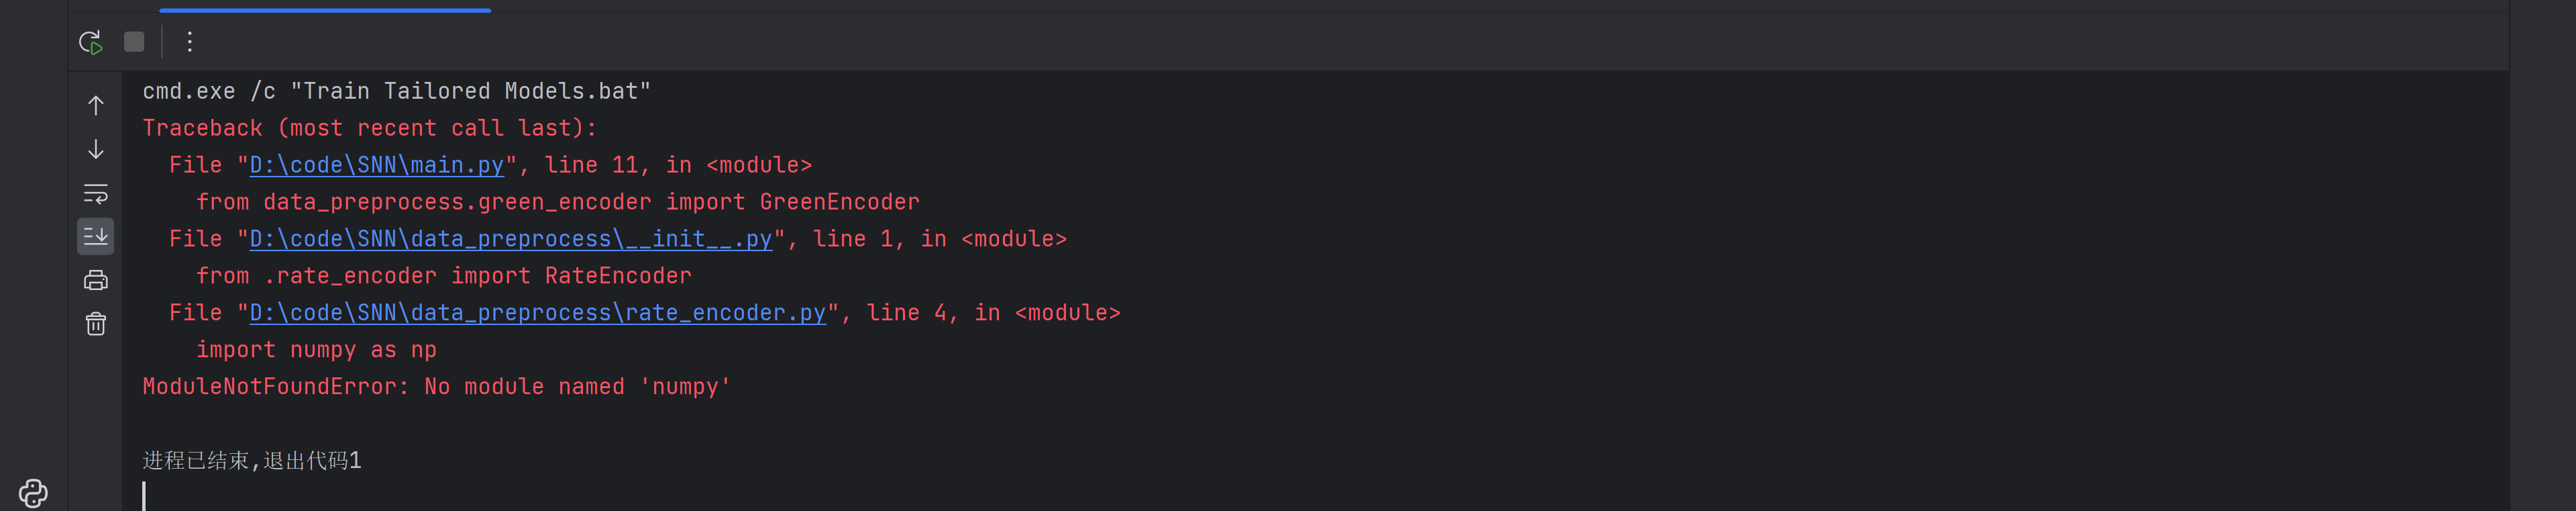 cmd.exe /c "Train Tailored Models.bat"
Traceback (most recent call last):
  File "D:\code\SNN\main.py", line 11, in <module>
    from data_preprocess.green_encoder import GreenEncoder
  File "D:\code\SNN\data_preprocess\__init__.py", line 1, in <module>
    from .rate_encoder import RateEncoder
  File "D:\code\SNN\data_preprocess\rate_encoder.py", line 4, in <module>
    import numpy as np
ModuleNotFoundError: No module named 'numpy'
进程已结束,退出代码1